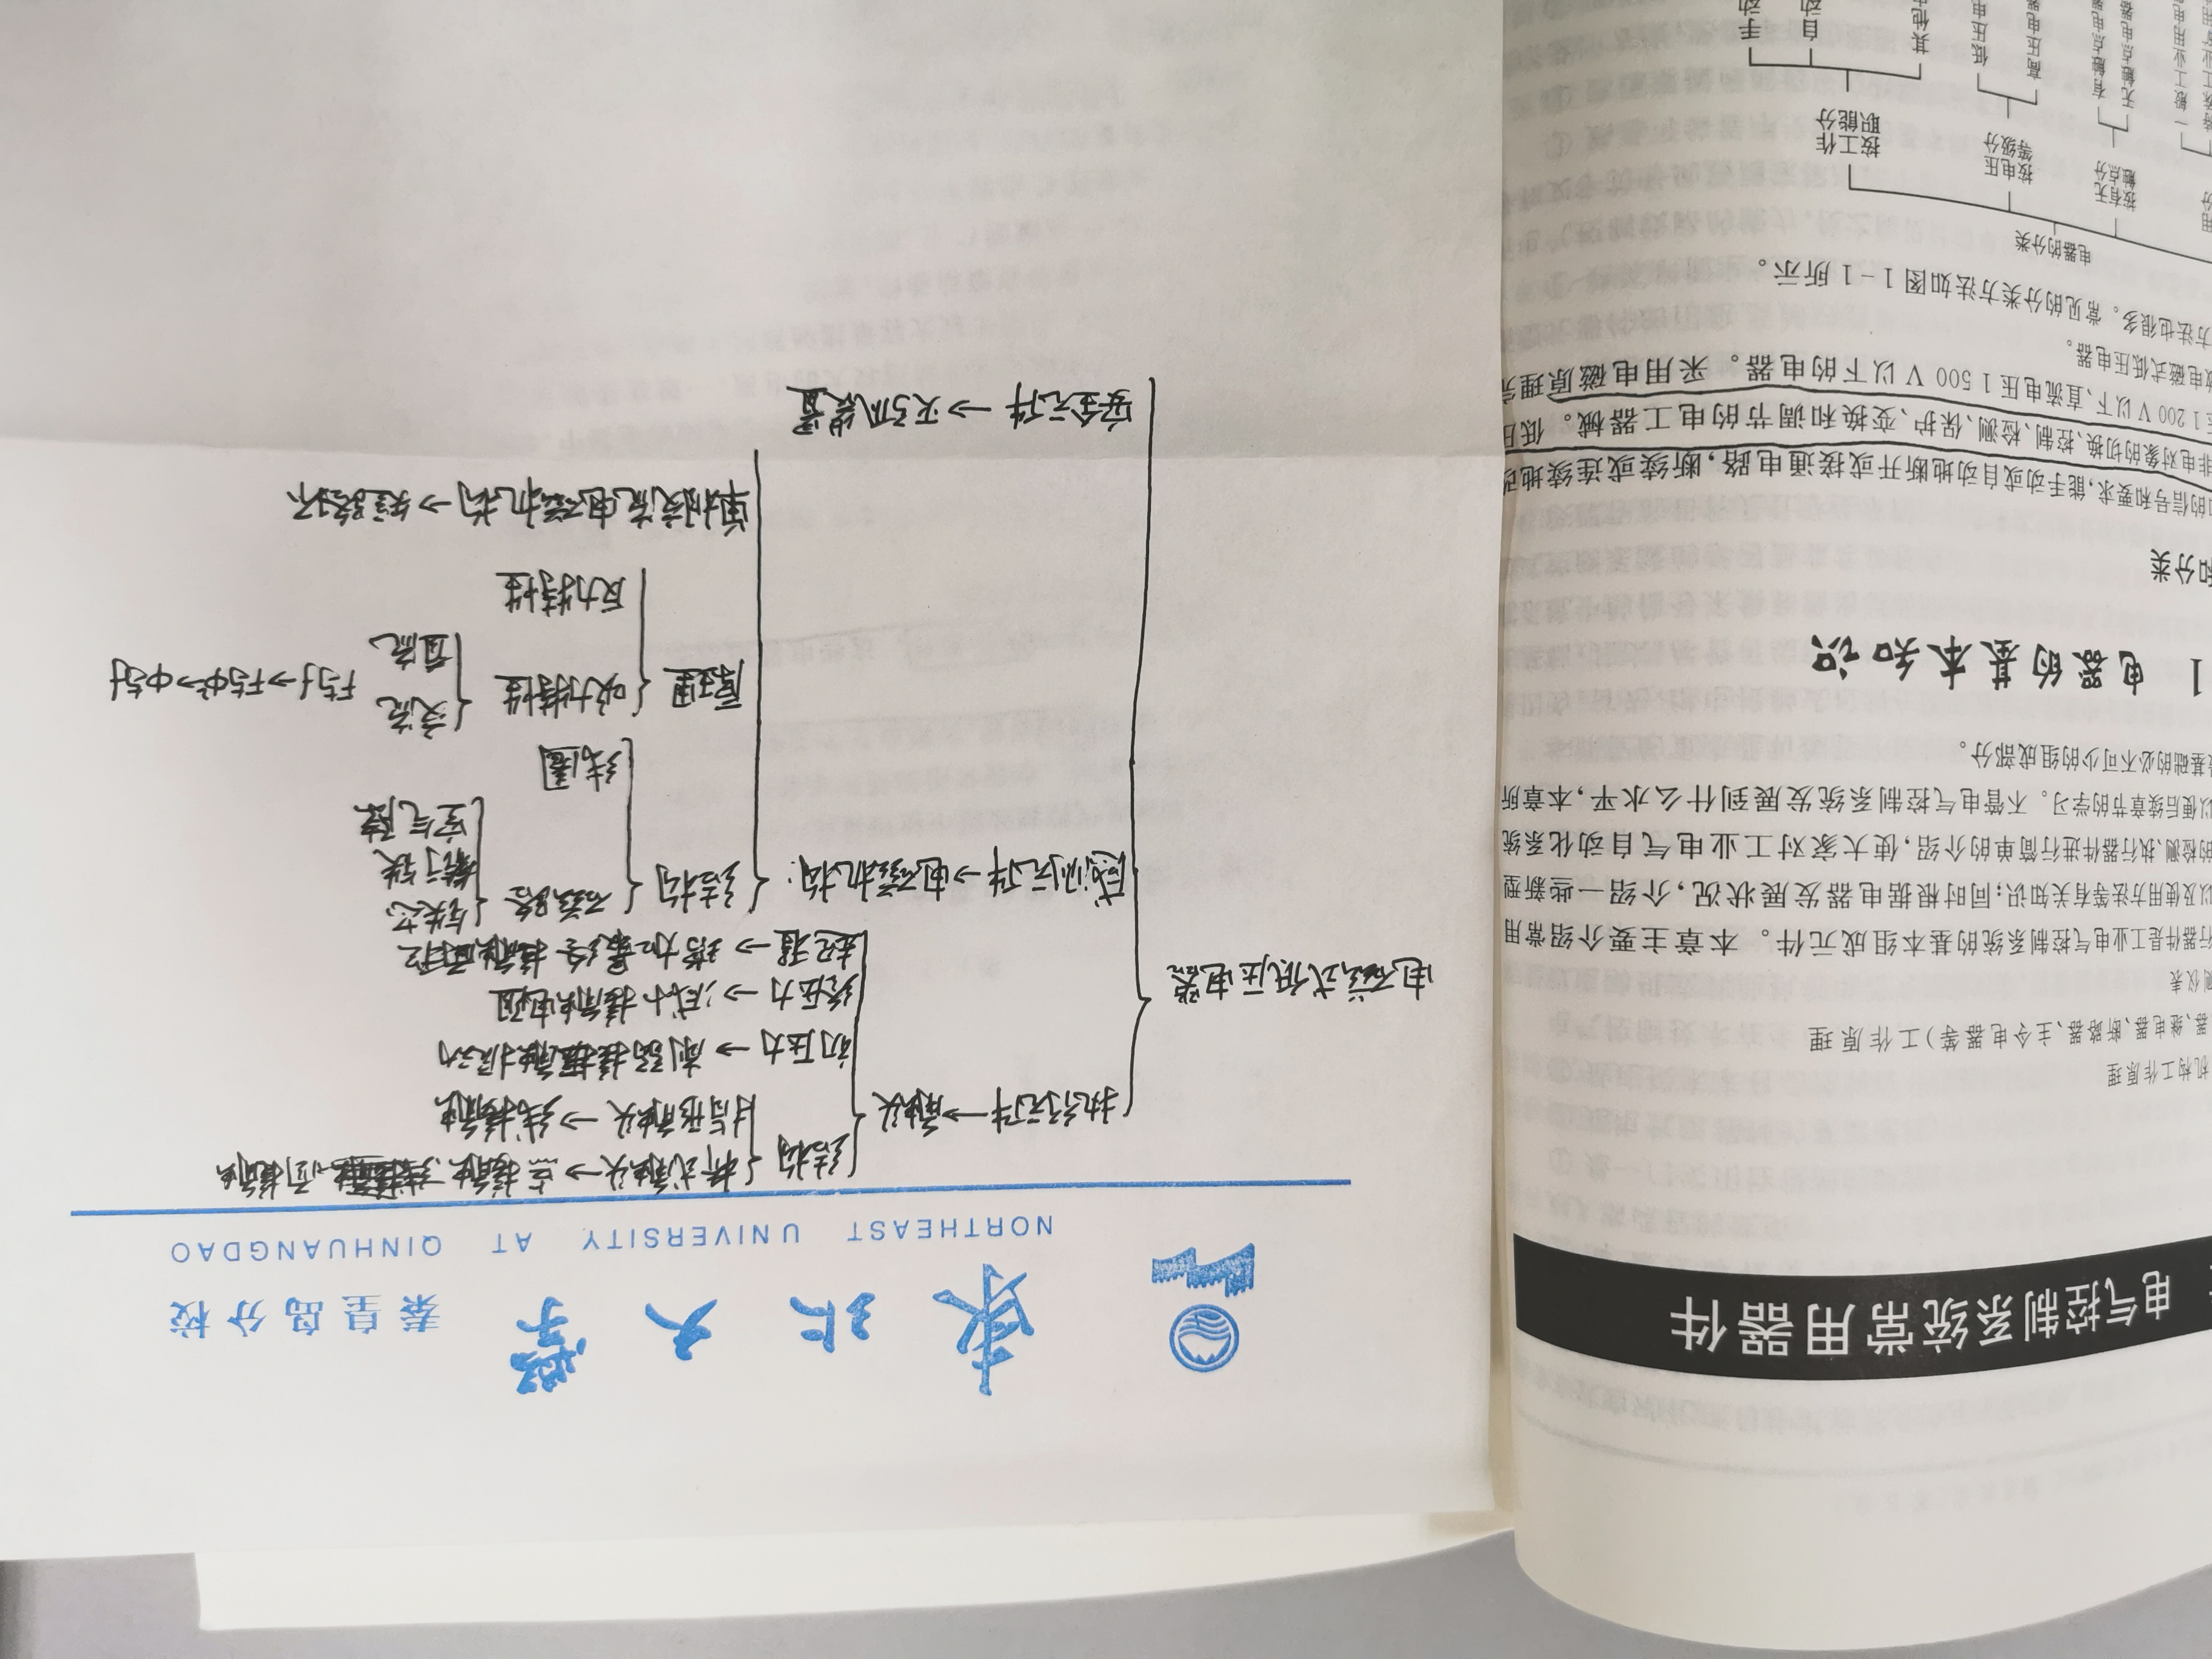 电气控制系统常用器件
机构工作原理
器、继电器、断路器、主令电器等)工作原理
测仪表
行器件是工业电气控制系统的基本组成元件。本章主要介绍常用
以及使用方法等有关知识;同时根据电器发展状况,介绍一些新型
的检测、执行器件进行简单的介绍,使大家对工业电气自动化系统
以便后续章节的学习。不管电气控制系统发展到什么水平,本章所
最基础的必不可少的组成部分。
1 电器的基本知识
和分类
的信号和要求,能手动或自动地断开或接通电路,断续或连续地改
非电对象的切换、控制、检测、保护、变换和调节的电工器械。低压
压1 200 V 以下、直流电压1 500 V 以下的电器。采用电磁原理完
做电磁式低压电器。
方法也很多。常见的分类方法如图1-1所示。
电器的分类
用
分
按有无
触点分
按电压
等级分
按工作
职能分
特殊工业矿用
一般工业用电
无触点电器
有触点电器
高压电器
低压电
其他
自动
手动
東北大學 秦皇岛分校
NORTHEAST UNIVERSITY AT QINHUANGDAO
电磁式低压电器
执行元件→触头
结构
桥式触头→点接触、面接触
指形触头→线接触
初压力→削弱接触振动
终压力→减小接触电阻
超程→增加最终接触面积
感测元件→电磁机构:
结构
磁路
铁芯
衔铁
空气隙
线圈
原理
吸力特性
交流
直流
F与f→F与Φ²→Φ与f
反力特性
单相交流电磁机构→短路环
安全元件→灭弧装置